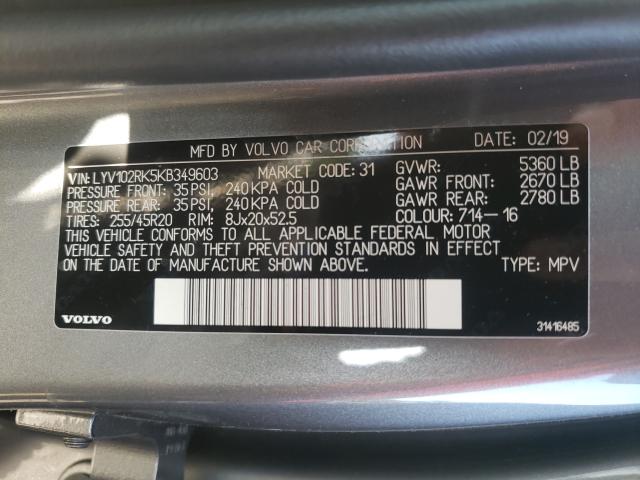 MFD BY VOLVO CAR CORPORATION DATE: 02/19
VIN: LYV102RK5KB349603 MARKET CODE: 31 GVWR: 5360 LB
PRESSURE FRONT: 35 PSI, 240 KPA COLD GAWR FRONT: 2670 LB
PRESSURE REAR: 35 PSI, 240 KPA COLD GAWR REAR: 2780 LB
TIRES: 255/45R20 RIM: 8Jx20x52.5 COLOUR: 714-16
THIS VEHICLE CONFORMS TO ALL APPLICABLE FEDERAL MOTOR
VEHICLE SAFETY AND THEFT PREVENTION STANDARDS IN EFFECT
ON THE DATE OF MANUFACTURE SHOWN ABOVE. TYPE: MPV
VOLVO 31416485